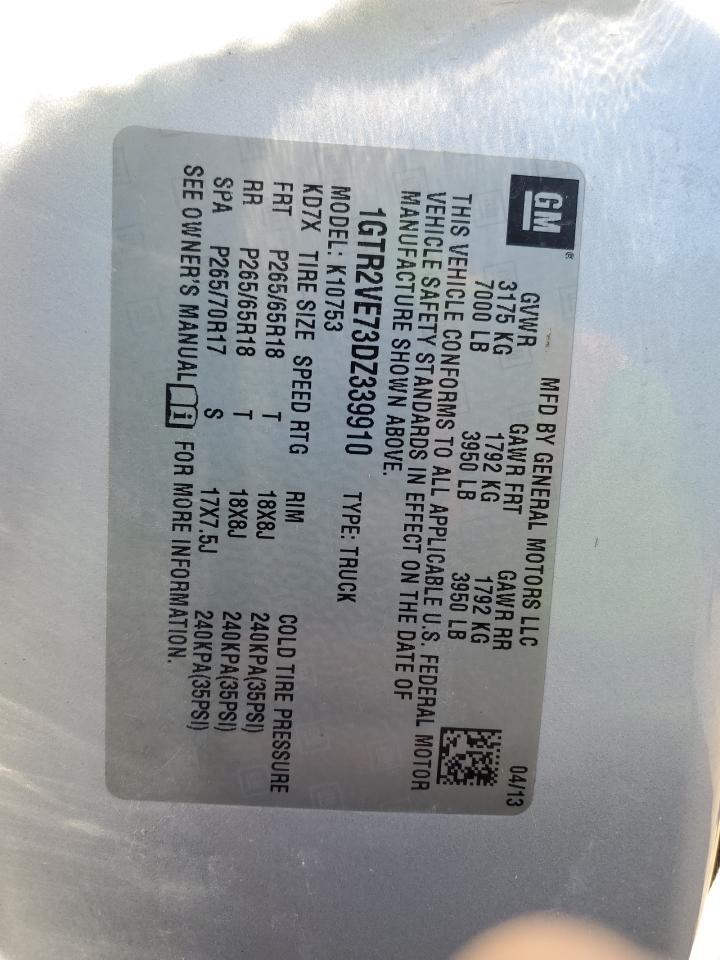 GM®
MFD BY GENERAL MOTORS LLC 04/13
GVWR GAWR FRT GAWR RR
3175 KG 1792 KG 1792 KG
7000 LB 3950 LB 3950 LB
THIS VEHICLE CONFORMS TO ALL APPLICABLE U.S. FEDERAL MOTOR
VEHICLE SAFETY STANDARDS IN EFFECT ON THE DATE OF
MANUFACTURE SHOWN ABOVE.
1GTR2VE73DZ339910 TYPE: TRUCK
MODEL: K10753
KD7X TIRE SIZE SPEED RTG RIM COLD TIRE PRESSURE
FRT P265/65R18 T 18X8J 240KPA(35PSI)
RR P265/65R18 T 18X8J 240KPA(35PSI)
SPA P265/70R17 S 17X7.5J 240KPA(35PSI)
SEE OWNER'S MANUAL i FOR MORE INFORMATION.